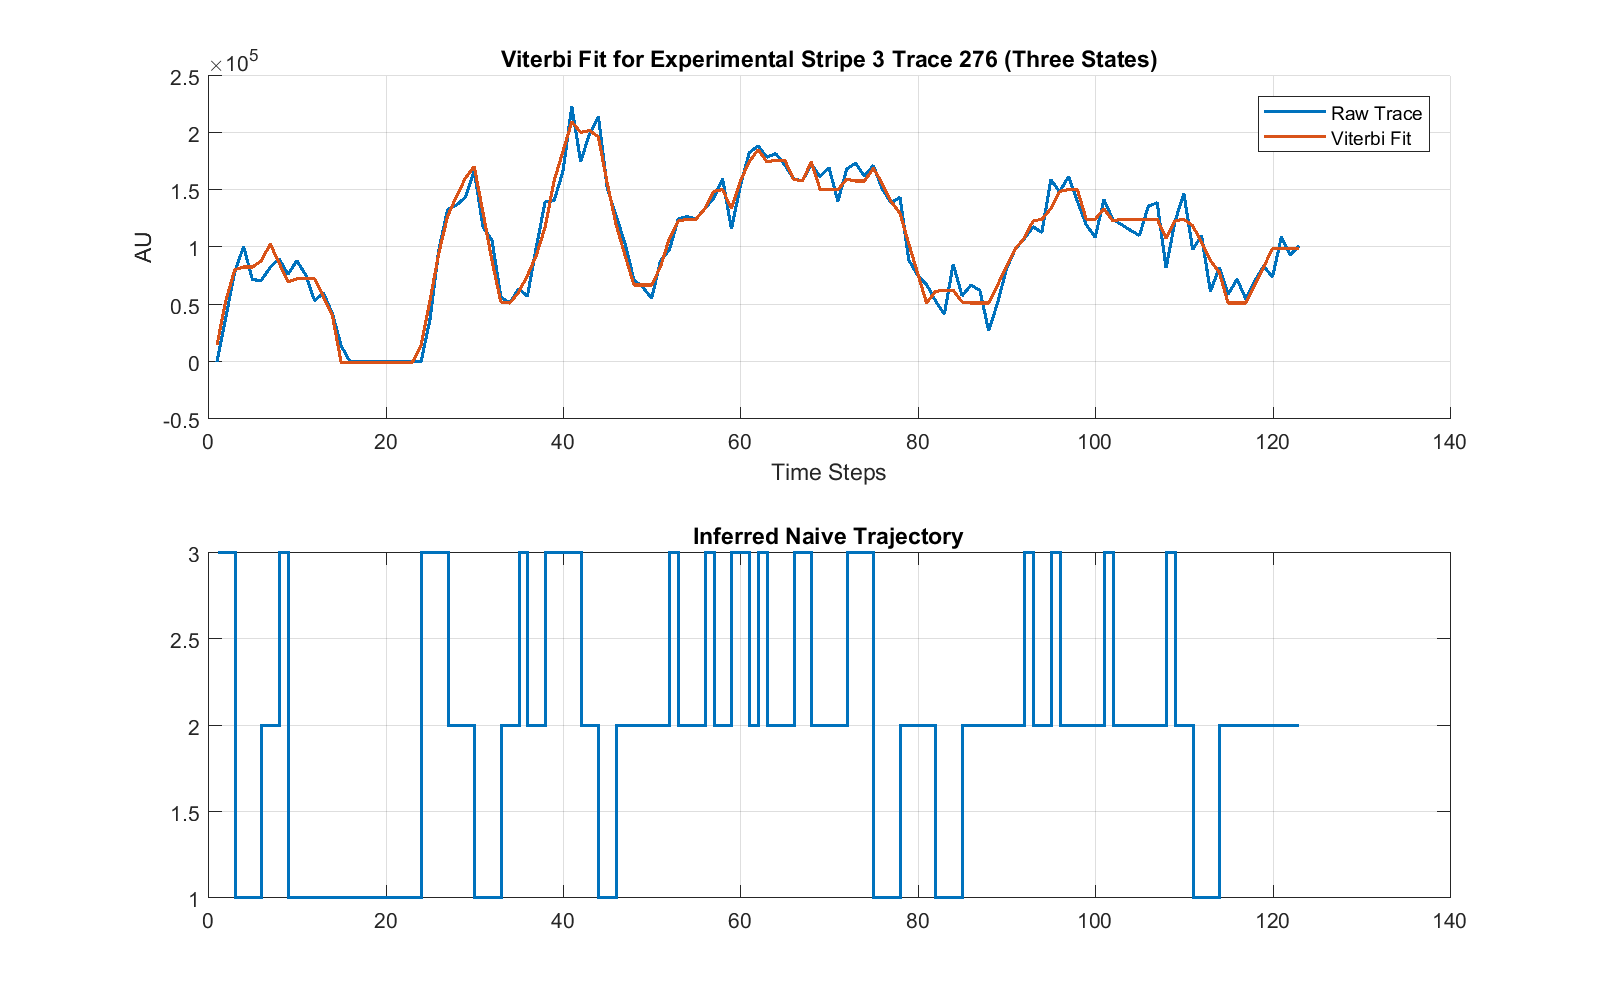 Viterbi Fit for Experimental Stripe 3 Trace 276 (Three States)
×10^5
2.5
2
1.5
1
0.5
0
-0.5
AU
Raw Trace
Viterbi Fit
0 20 40 60 80 100 120 140
Time Steps
Inferred Naive Trajectory
3
2.5
2
1.5
1
0 20 40 60 80 100 120 140